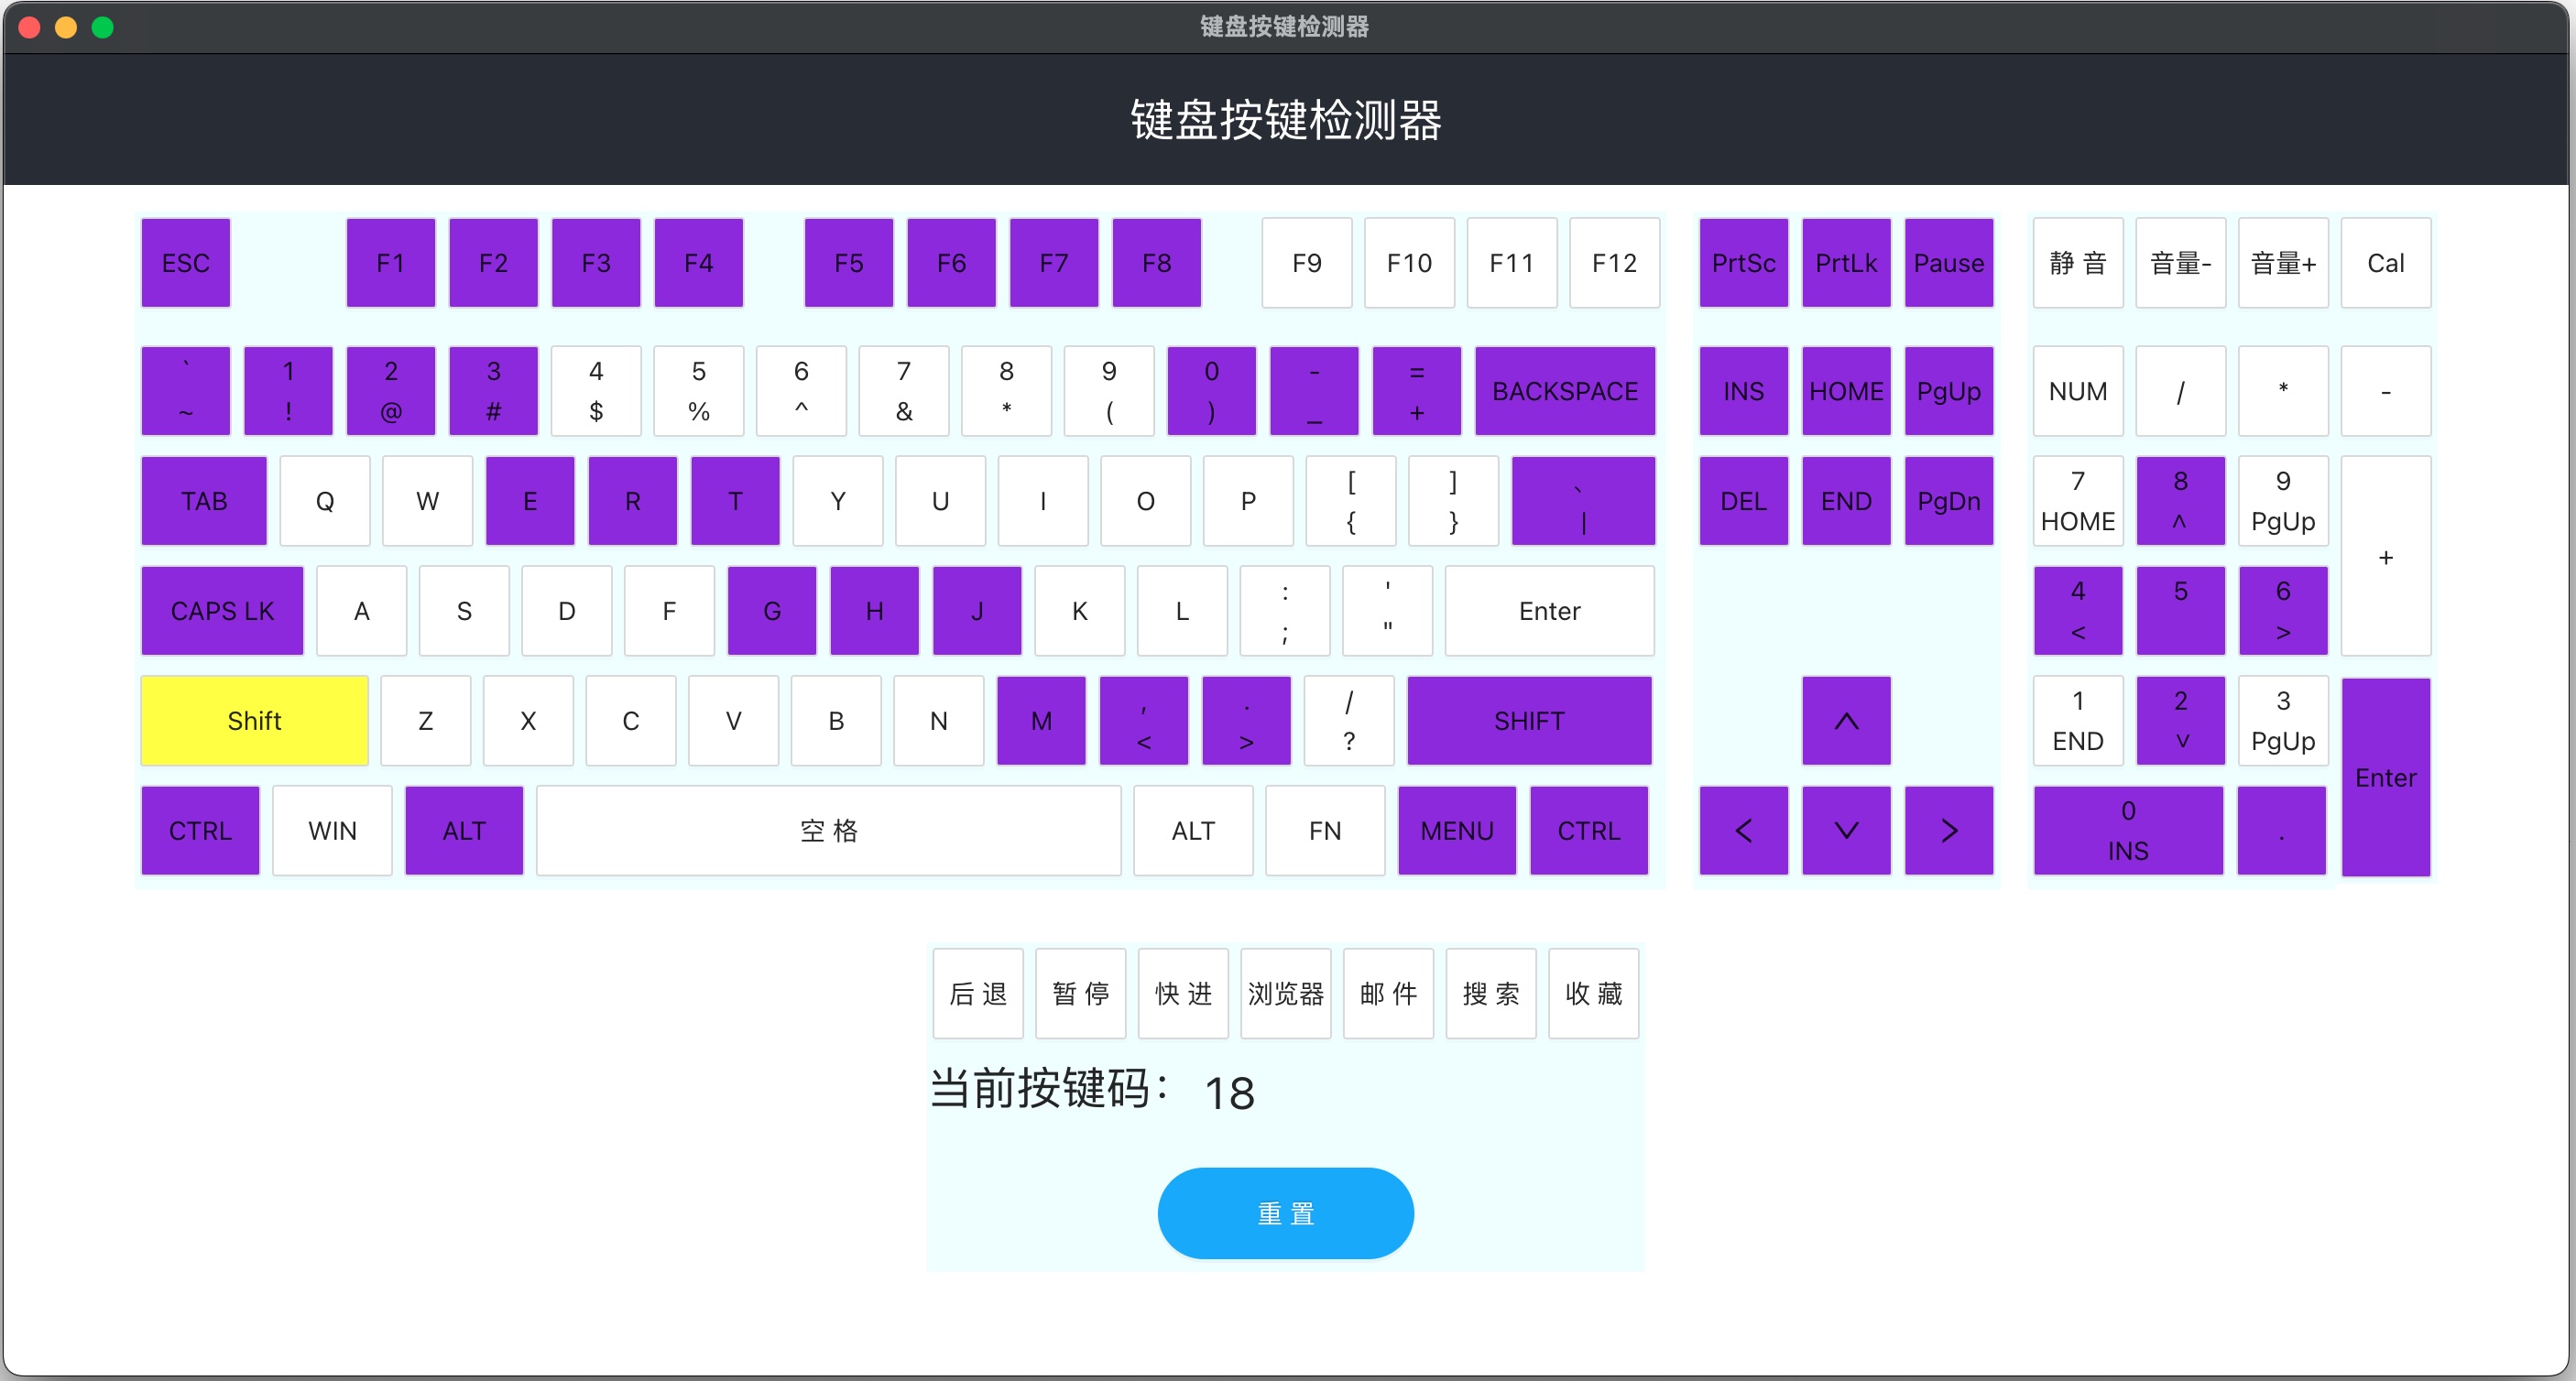 键盘按键检测器
键盘按键检测器
ESC F1 F2 F3 F4 F5 F6 F7 F8 F9 F10 F11 F12 PrtSc PrtLk Pause 静 音 音量- 音量+ Cal
` 1 2 3 4 5 6 7 8 9 0 - = BACKSPACE INS HOME PgUp NUM / * -
~ ! @ # $ % ^ & * ( ) _ +
TAB Q W E R T Y U I O P [ ] 、 DEL END PgDn 7 8 9 +
{ } | HOME ^ PgUp
CAPS LK A S D F G H J K L : ' Enter 4 5 6
; " < >
Shift Z X C V B N M , . / SHIFT ^ 1 2 3 Enter
< > ? END v PgUp
CTRL WIN ALT 空 格 ALT FN MENU CTRL < v > 0 .
INS
后 退 暂 停 快 进 浏览器 邮 件 搜 索 收 藏
当前按键码： 18
重 置